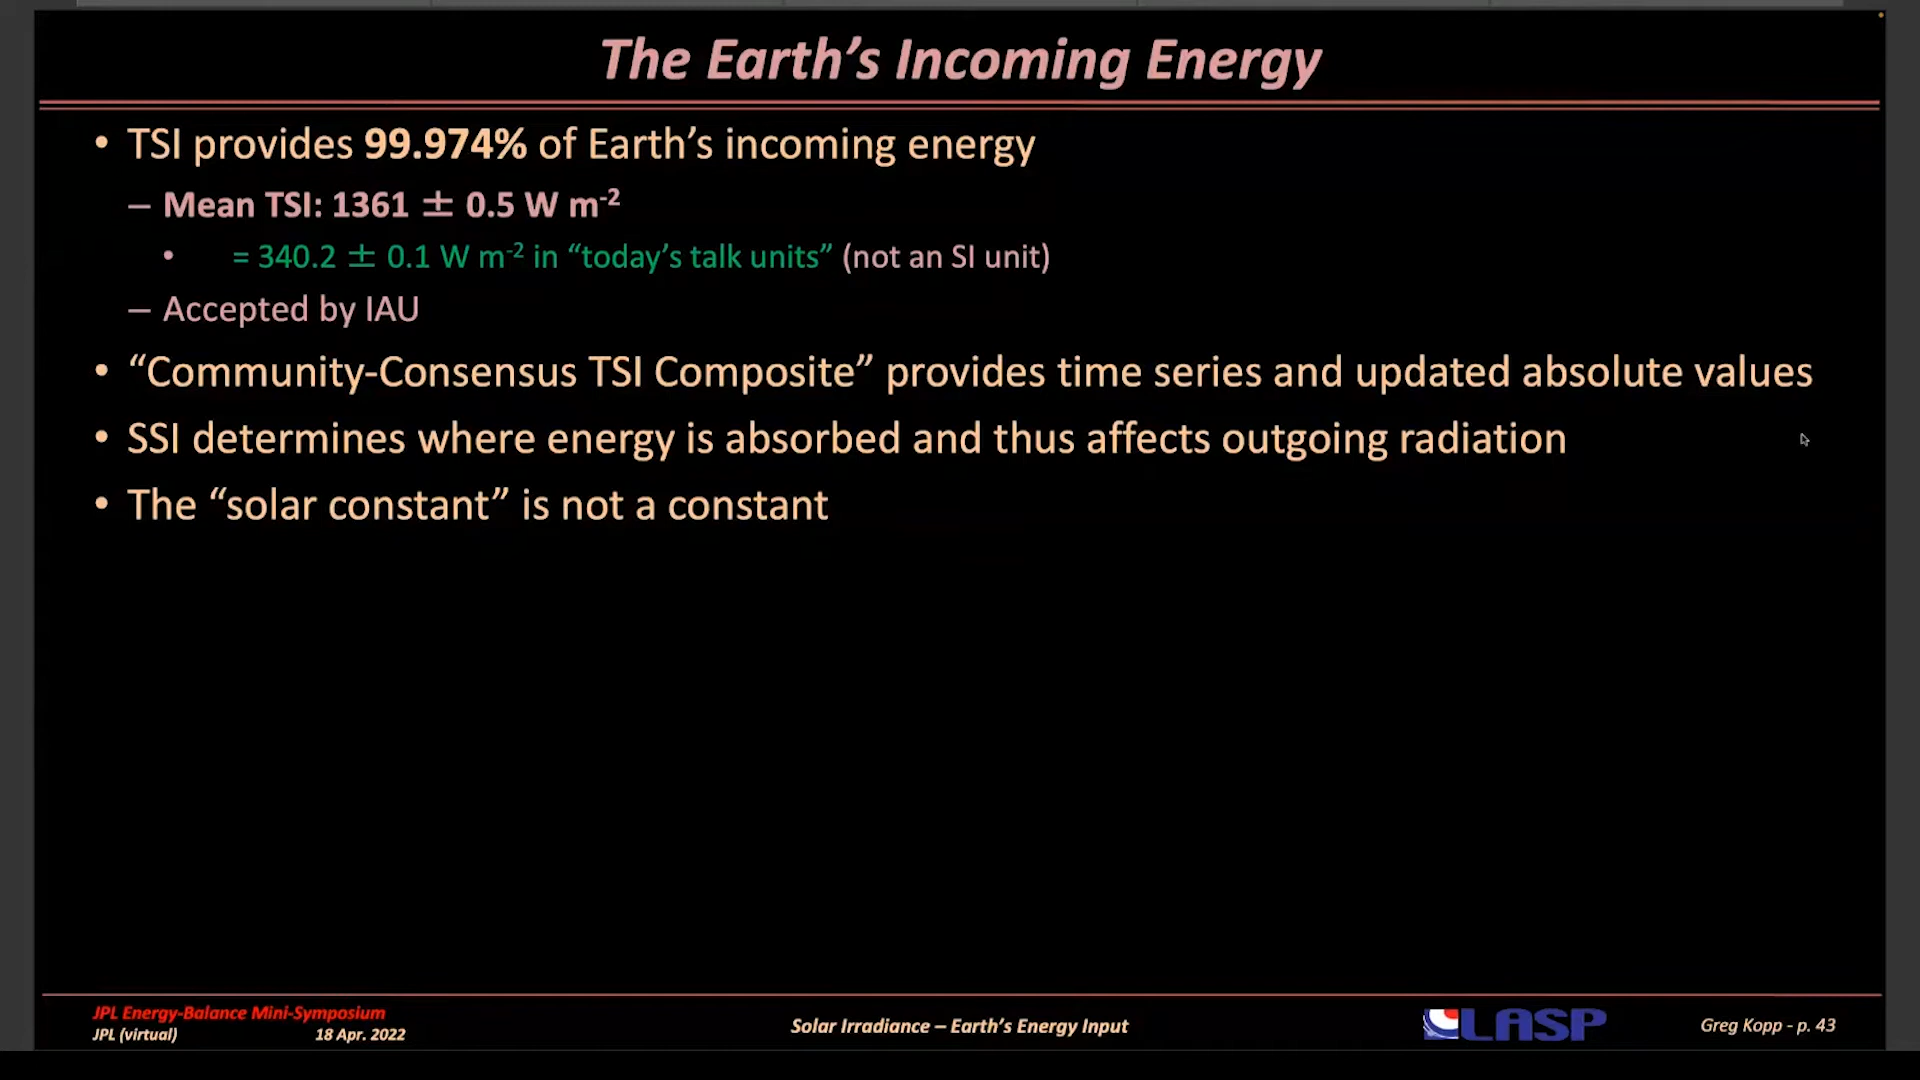 The Earth’s Incoming Energy
• TSI provides 99.974% of Earth’s incoming energy
– Mean TSI: 1361 ± 0.5 W m-2
• = 340.2 ± 0.1 W m-2 in “today’s talk units” (not an SI unit)
– Accepted by IAU
• “Community-Consensus TSI Composite” provides time series and updated absolute values
• SSI determines where energy is absorbed and thus affects outgoing radiation
• The “solar constant” is not a constant
JPL Energy-Balance Mini-Symposium
JPL (virtual) 18 Apr. 2022
Solar Irradiance – Earth’s Energy Input
LASP
Greg Kopp - p. 43